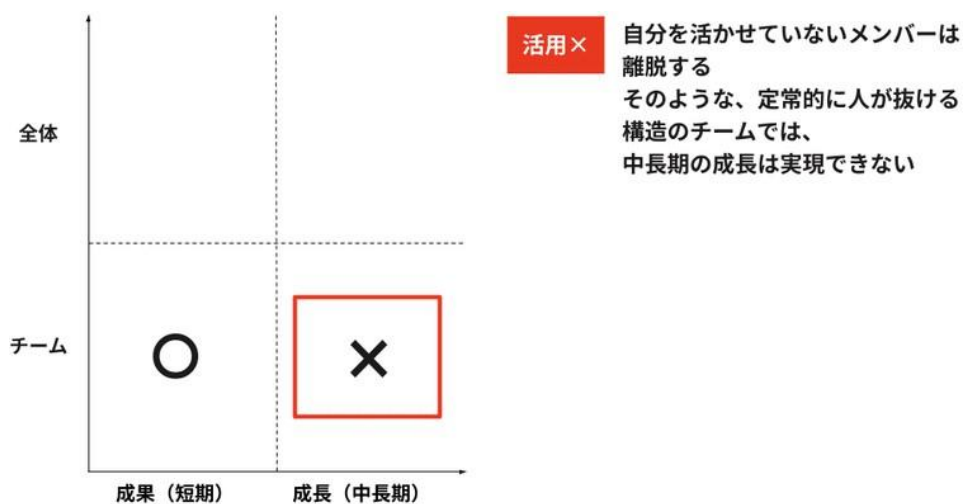 活用×
自分を活かせていないメンバーは
離脱する
そのような、定常的に人が抜ける
構造のチームでは、
中長期の成長は実現できない
全体
チーム
○
×
成果（短期）
成長（中長期）